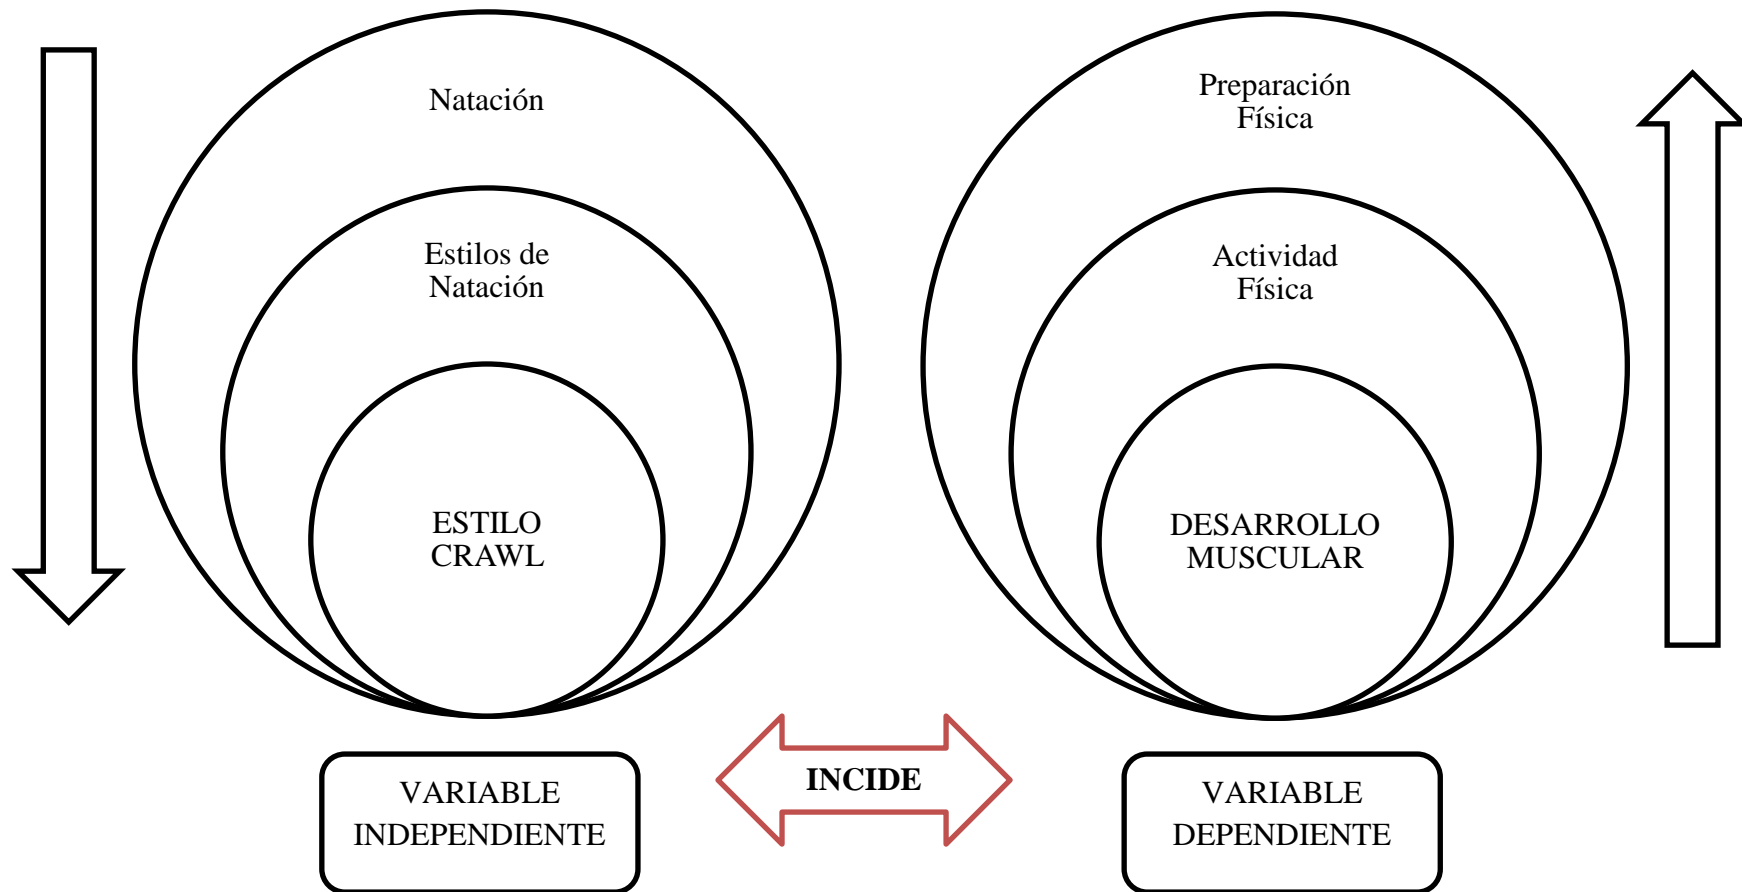 Natación
Estilos de
Natación
ESTILO
CRAWL
Preparación
Física
Actividad
Física
DESARROLLO
MUSCULAR
INCIDE
VARIABLE
INDEPENDIENTE
VARIABLE
DEPENDIENTE